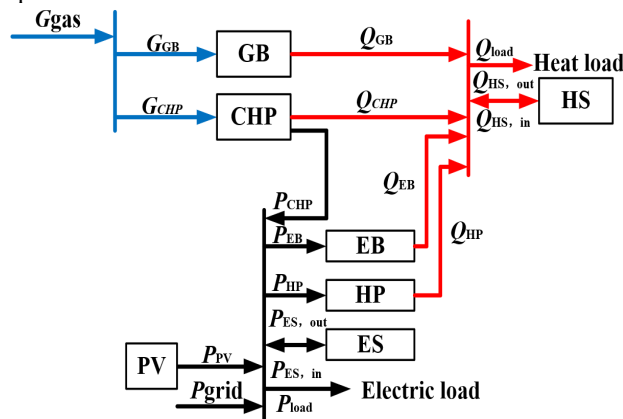 Ggas
GGB
GB
QGB
Qload
Heat load
QHS, out
HS
GCHP
CHP
QCHP
QHS, in
QEB
PCHP
PEB
EB
QHP
PHP
HP
PES, out
ES
PV
PPV
PES, in
Pgrid
Pload
Electric load